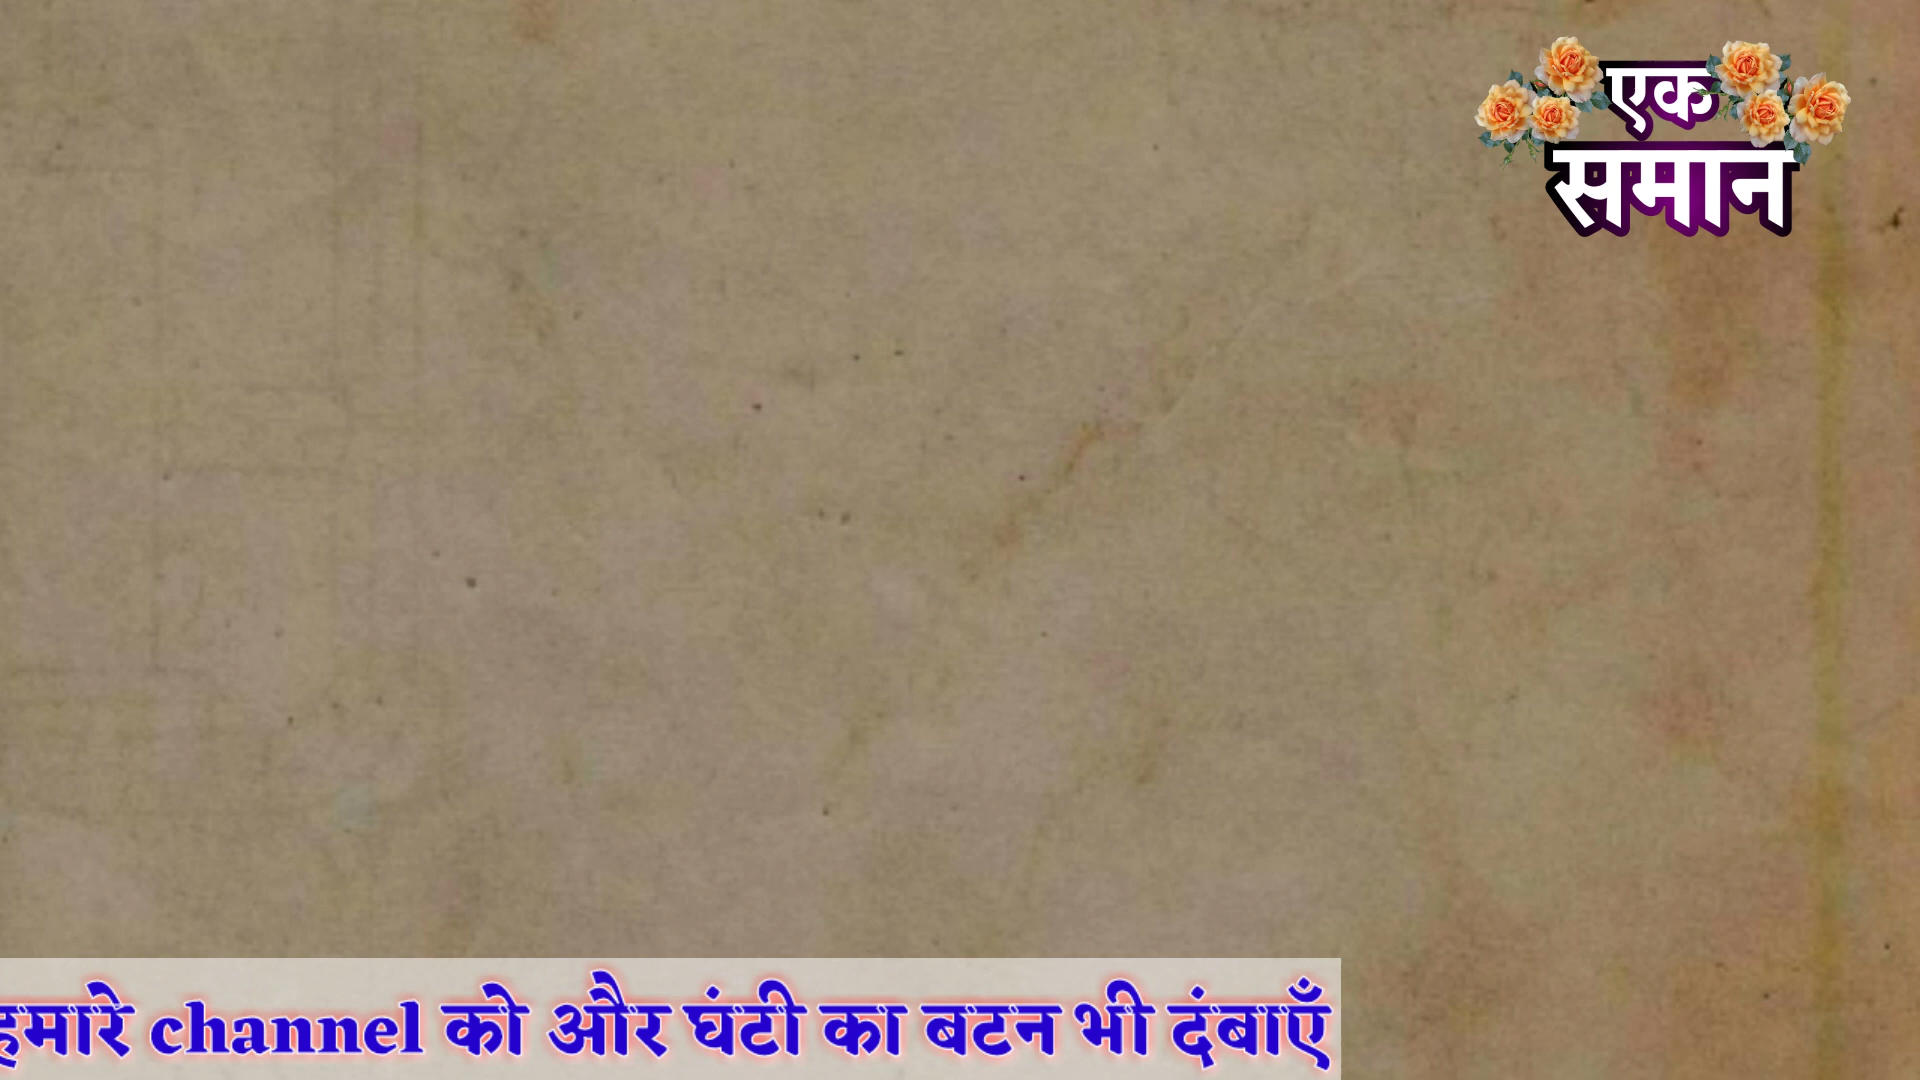 एक
समान
हमारे channel को और घंटी का बटन भी दंबाएँ